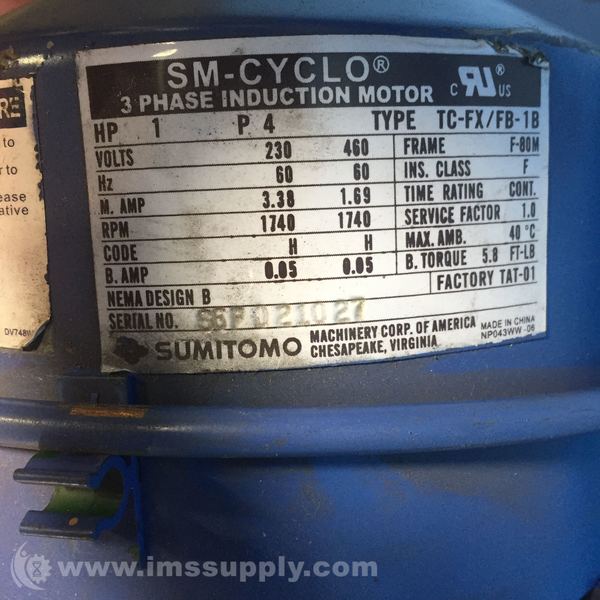 RE
to
r to
ease
ative
DV748W
SM-CYCLO®
3 PHASE INDUCTION MOTOR
C RU ® US
HP 1 P 4 TYPE TC-FX/FB-1B
VOLTS 230 460 FRAME F-80M
Hz 60 60 INS. CLASS F
M. AMP 3.38 1.69 TIME RATING CONT.
RPM 1740 1740 SERVICE FACTOR 1.0
CODE H H MAX. AMB. 40 °C
B. AMP 0.05 0.05 B. TORQUE 5.8 FT-LB
NEMA DESIGN B FACTORY TAT-01
SERIAL NO.
SUMITOMO MACHINERY CORP. OF AMERICA
CHESAPEAKE, VIRGINIA
MADE IN CHINA
NP043WW-06
www.imssupply.com